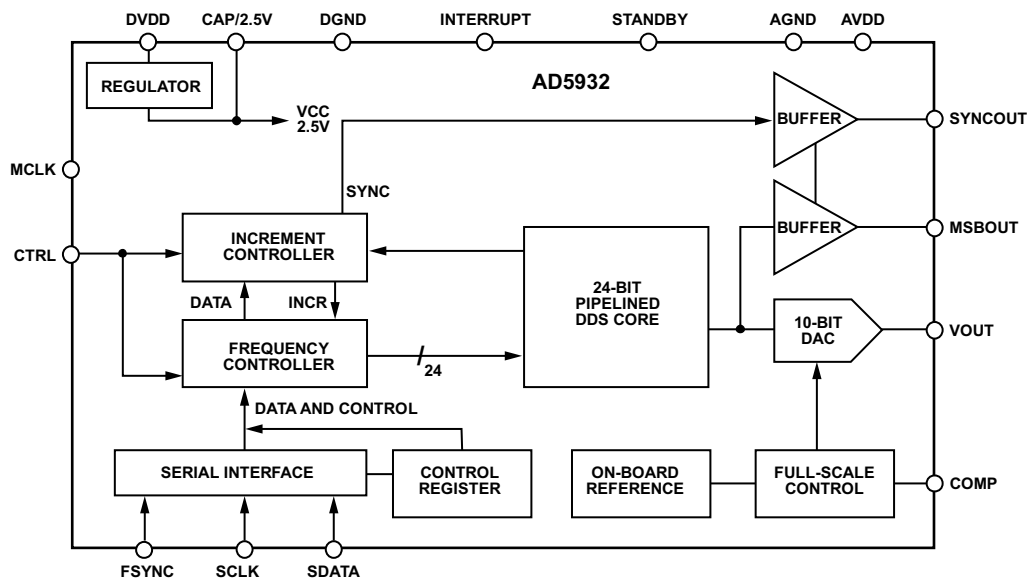 DVDD CAP/2.5V DGND INTERRUPT STANDBY AGND AVDD
REGULATOR
AD5932
VCC
2.5V
BUFFER
SYNCOUT
MCLK
SYNC
BUFFER
MSBOUT
CTRL
INCREMENT
CONTROLLER
DATA
INCR
24-BIT
PIPELINED
DDS CORE
10-BIT
DAC
VOUT
FREQUENCY
CONTROLLER
24
DATA AND CONTROL
SERIAL INTERFACE
CONTROL
REGISTER
ON-BOARD
REFERENCE
FULL-SCALE
CONTROL
COMP
FSYNC SCLK SDATA